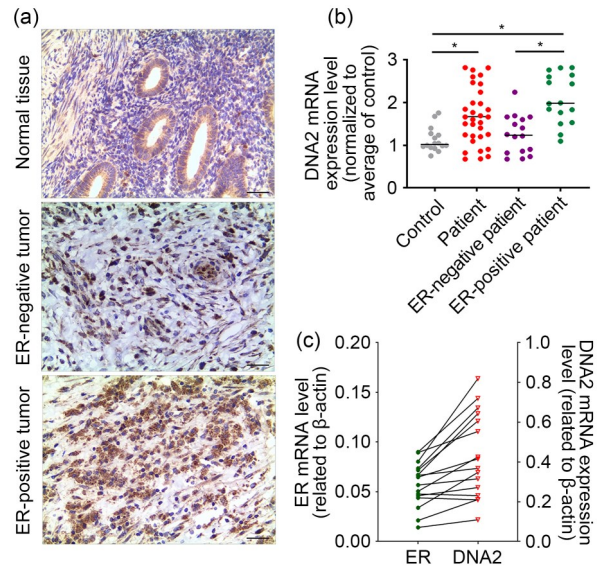 (a)
Normal tissue
ER-negative tumor
ER-positive tumor
(b)
DNA2 mRNA
expression level
(normalized to
average of control)
3
2
1
0
*
*
*
Control
Patient
ER-negative patient
ER-positive patient
(c)
ER mRNA level
(related to β-actin)
0.20
0.15
0.10
0.05
0.00
ER
DNA2
1.0
0.8
0.6
0.4
0.2
0.0
DNA2 mRNA expression
level (related to β-actin)